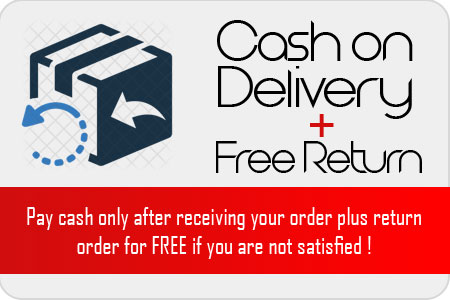 Cash on
Delivery
+
Free Return
Pay cash only after receiving your order plus return
order for FREE if you are not satisfied !